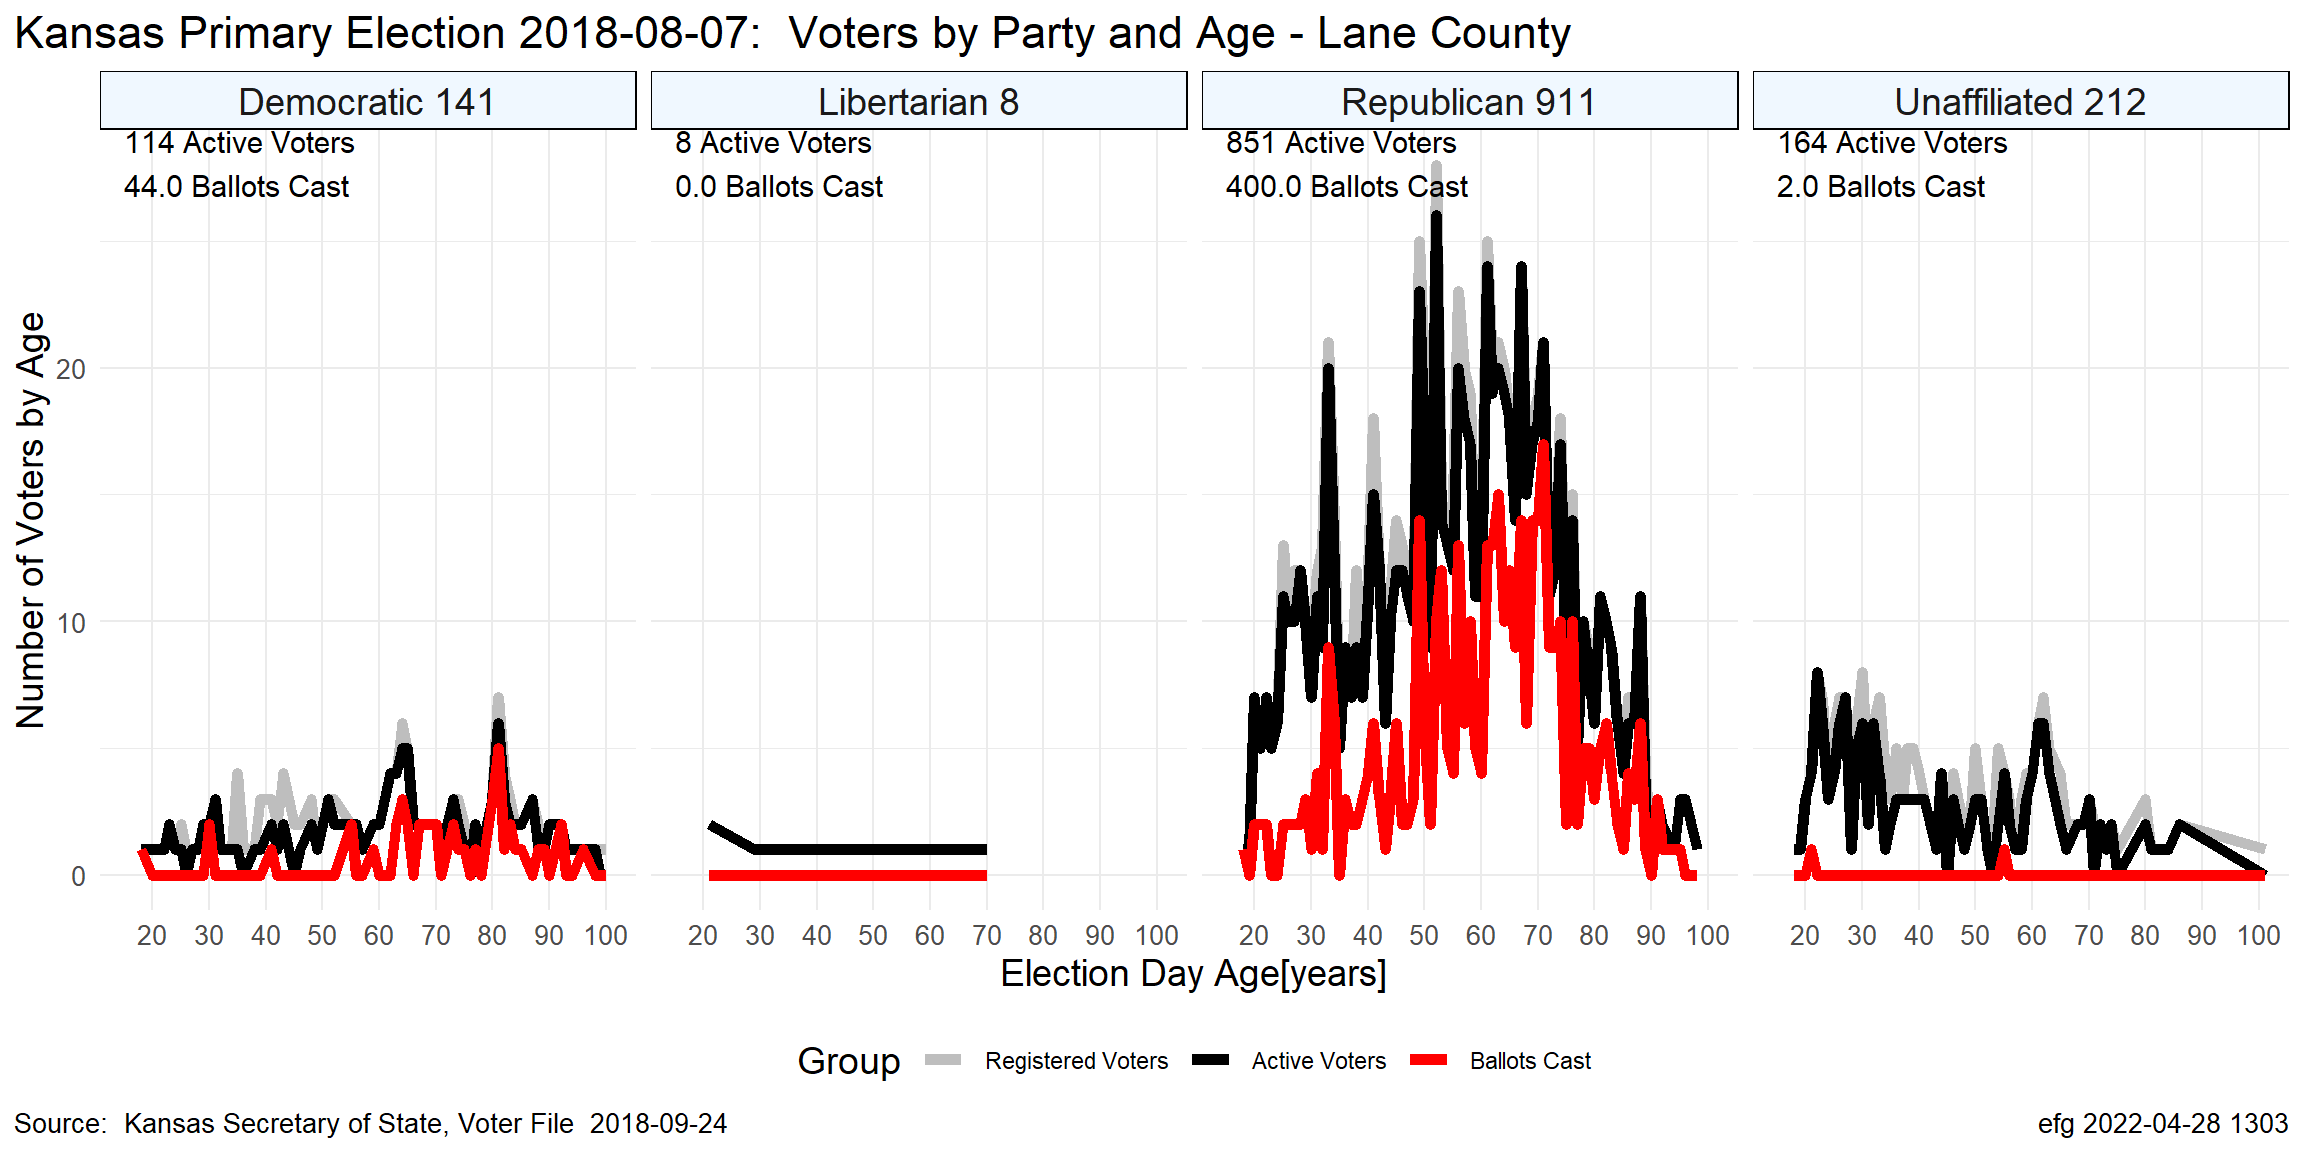 Kansas Primary Election 2018-08-07:  Voters by Party and Age - Lane County
Democratic 141
Libertarian 8
Republican 911
Unaffiliated 212
114 Active Voters
44.0 Ballots Cast
8 Active Voters
0.0 Ballots Cast
851 Active Voters
400.0 Ballots Cast
164 Active Voters
2.0 Ballots Cast
Number of Voters by Age
20
10
0
20 30 40 50 60 70 80 90 100
20 30 40 50 60 70 80 90 100
20 30 40 50 60 70 80 90 100
20 30 40 50 60 70 80 90 100
Election Day Age[years]
Group Registered Voters Active Voters Ballots Cast
Source:  Kansas Secretary of State, Voter File  2018-09-24
efg 2022-04-28 1303